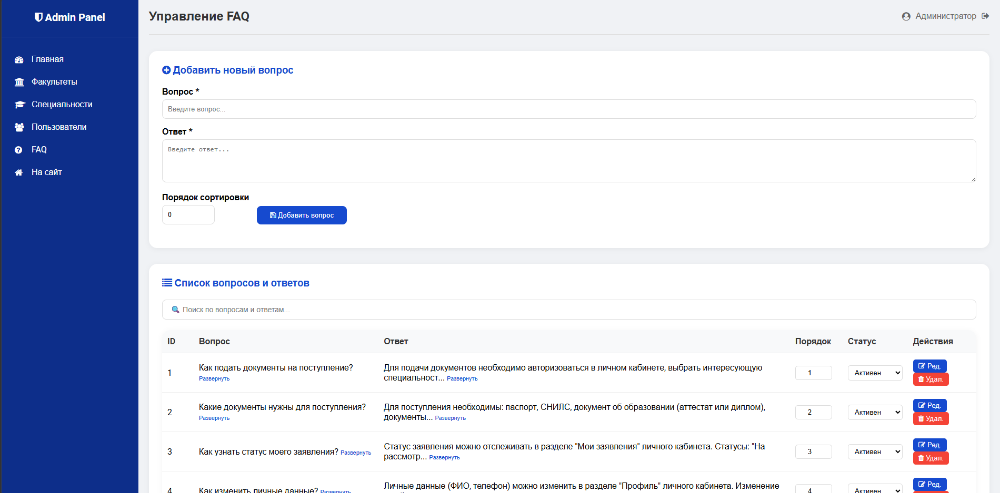 Admin Panel
Главная
Факультеты
Специальности
Пользователи
FAQ
На сайт
Управление FAQ
Администратор
Добавить новый вопрос
Вопрос *
Введите вопрос...
Ответ *
Введите ответ...
Порядок сортировки
0
Добавить вопрос
Список вопросов и ответов
Поиск по вопросам и ответам...
ID Вопрос Ответ Порядок Статус Действия
1 Как подать документы на поступление? Развернуть
Для подачи документов необходимо авторизоваться в личном кабинете, выбрать интересующую
специальност... Развернуть
1 Активен Ред. Удал.
2 Какие документы нужны для поступления? Развернуть
Для поступления необходимы: паспорт, СНИЛС, документ об образовании (аттестат или диплом),
документы... Развернуть
2 Активен Ред. Удал.
3 Как узнать статус моего заявления? Развернуть
Статус заявления можно отслеживать в разделе "Мои заявления" личного кабинета. Статусы: "На
рассмотр... Развернуть
3 Активен Ред. Удал.
4 Как изменить личные данные? Развернуть
Личные данные (ФИО, телефон) можно изменить в разделе "Профиль" личного кабинета. Изменение
4 Активен Ред.